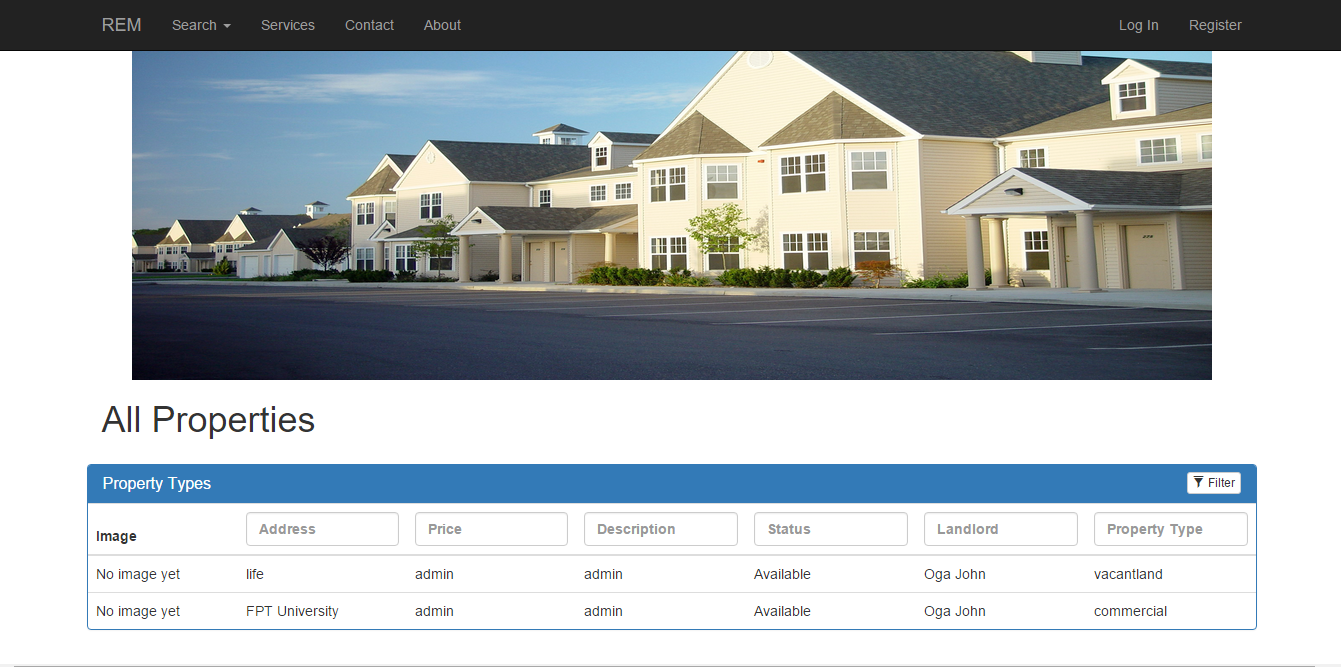 REM Search Services Contact About Log In Register
All Properties
Property Types Filter
Image Address Price Description Status Landlord Property Type
No image yet life admin admin Available Oga John vacantland
No image yet FPT University admin admin Available Oga John commercial